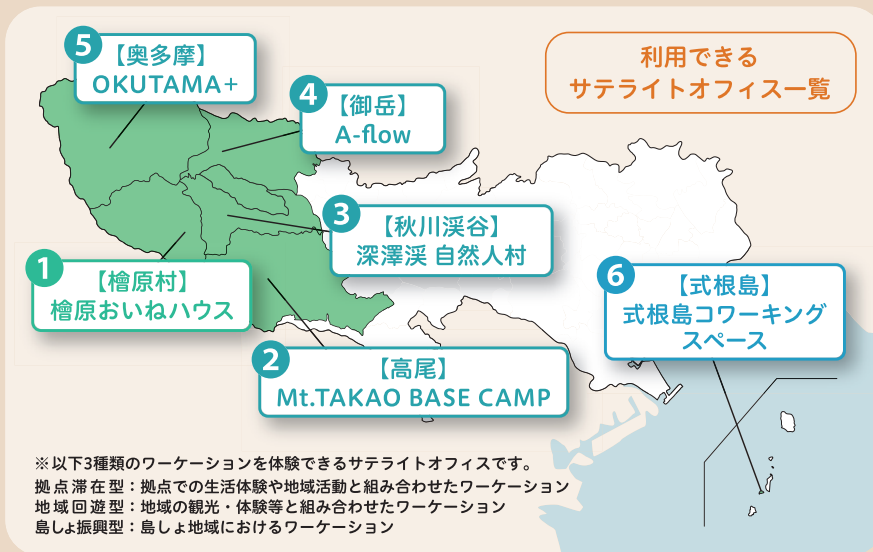 利用できる
サテライトオフィス一覧
5
【奥多摩】
OKUTAMA+
4
【御岳】
A-flow
3
【秋川渓谷】
深澤渓 自然人村
1
【檜原村】
檜原おいねハウス
6
【式根島】
式根島コワーキング
スペース
2
【高尾】
Mt.TAKAO BASE CAMP
※以下3種類のワーケーションを体験できるサテライトオフィスです。
拠点滞在型：拠点での生活体験や地域活動と組み合わせたワーケーション
地域回遊型：地域の観光・体験等と組み合わせたワーケーション
島しょ振興型：島しょ地域におけるワーケーション